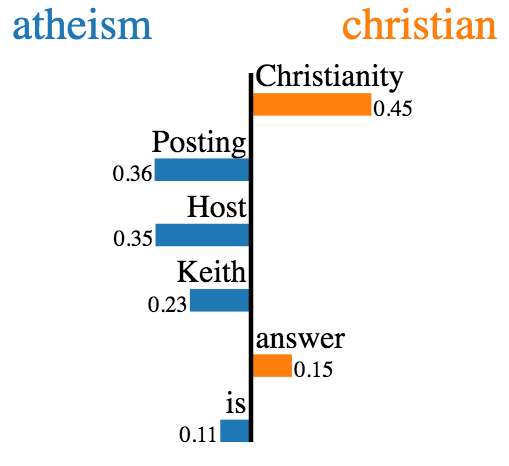 atheism christian
Christianity
0.45
Posting
0.36
Host
0.35
Keith
0.23
answer
0.15
is
0.11